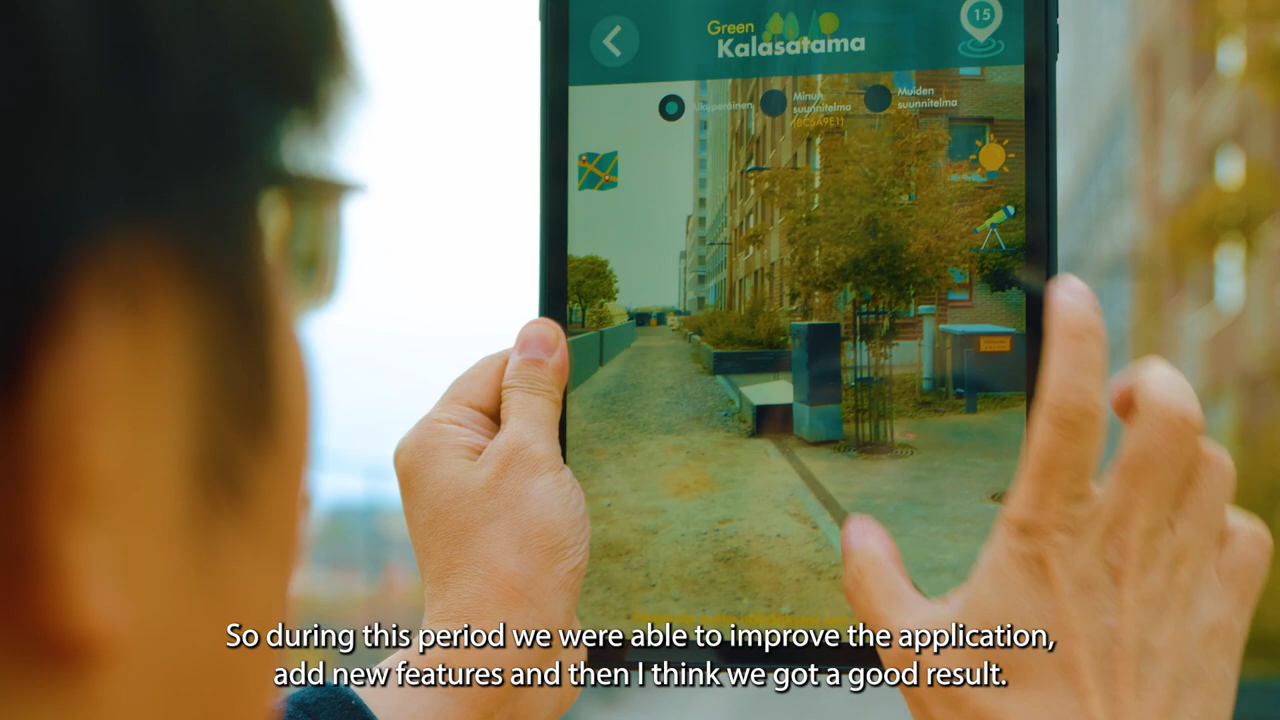 Green
Kalasatama
15
Alkuperäinen
Minun
suunnitelma
(BC5A9E1)
Muiden
suunnitelma
So during this period we were able to improve the application,
add new features and then I think we got a good result.